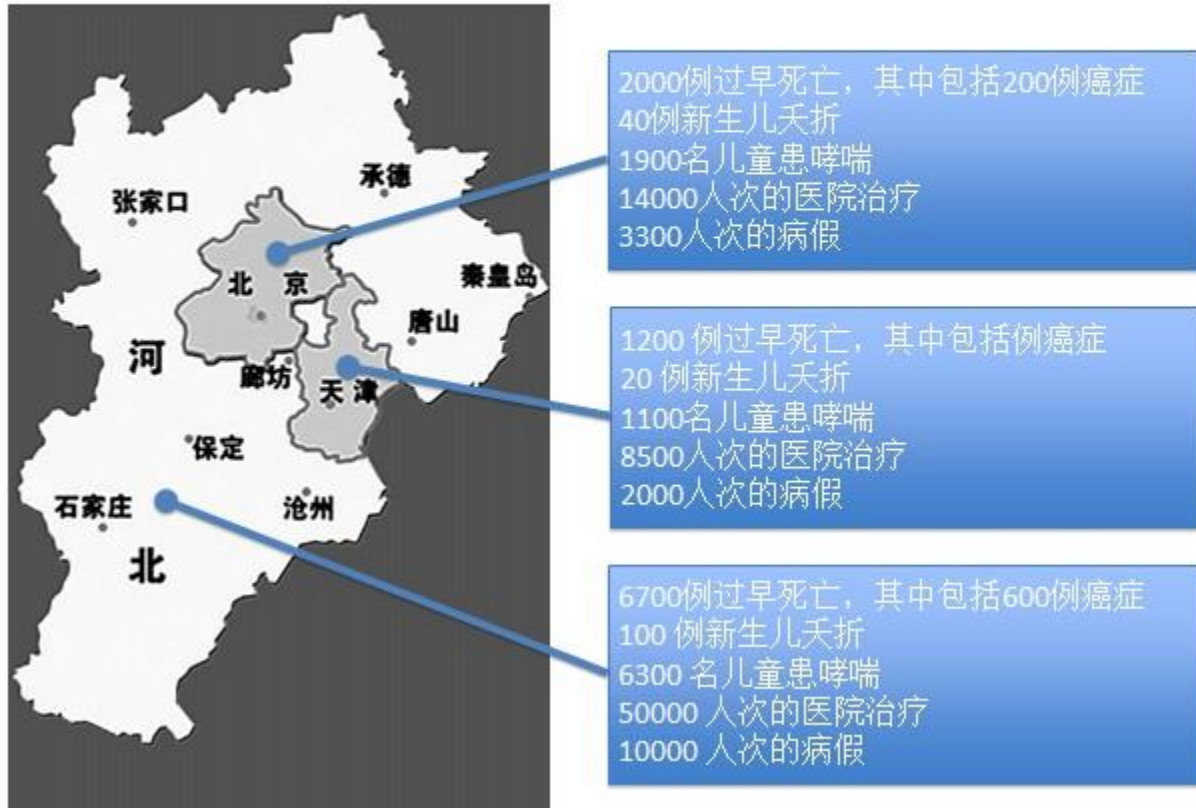 承德
张家口
秦皇岛
北 京
唐山
河
廊坊
天津
保定
石家庄
沧州
北
2000例过早死亡，其中包括200例癌症
40例新生儿夭折
1900名儿童患哮喘
14000人次的医院治疗
3300人次的病假
1200 例过早死亡，其中包括例癌症
20 例新生儿夭折
1100名儿童患哮喘
8500人次的医院治疗
2000人次的病假
6700例过早死亡，其中包括600例癌症
100 例新生儿夭折
6300 名儿童患哮喘
50000 人次的医院治疗
10000 人次的病假